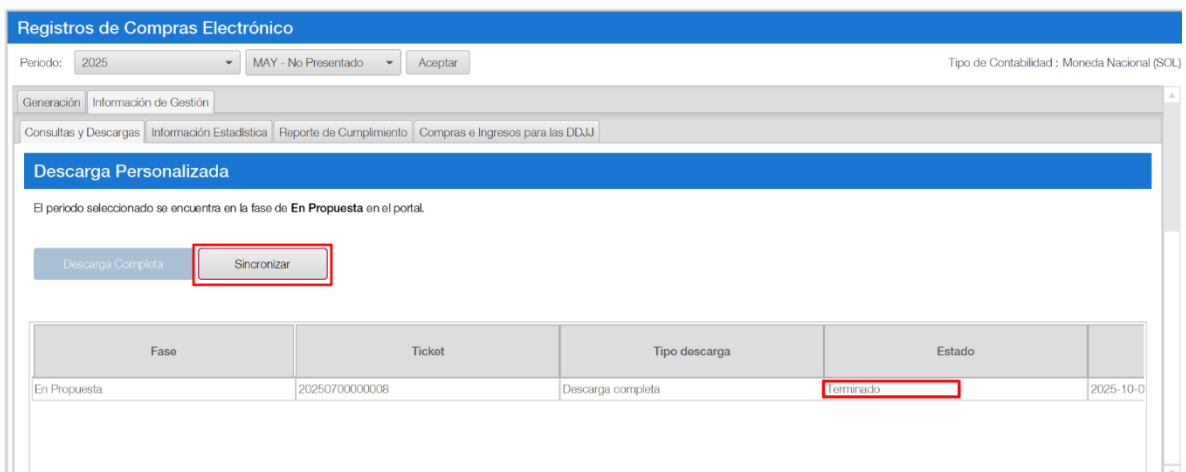 Registros de Compras Electrónico
Periodo: 2025 MAY - No Presentado Aceptar Tipo de Contabilidad : Moneda Nacional (SOL)
Generación Información de Gestión
Consultas y Descargas Información Estadística Reporte de Cumplimiento Compras e Ingresos para las DDJJ
Descarga Personalizada
El periodo seleccionado se encuentra en la fase de En Propuesta en el portal.
Descarga Completa Sincronizar
Fase Ticket Tipo descarga Estado
En Propuesta 20250700000008 Descarga completa Terminado 2025-10-0